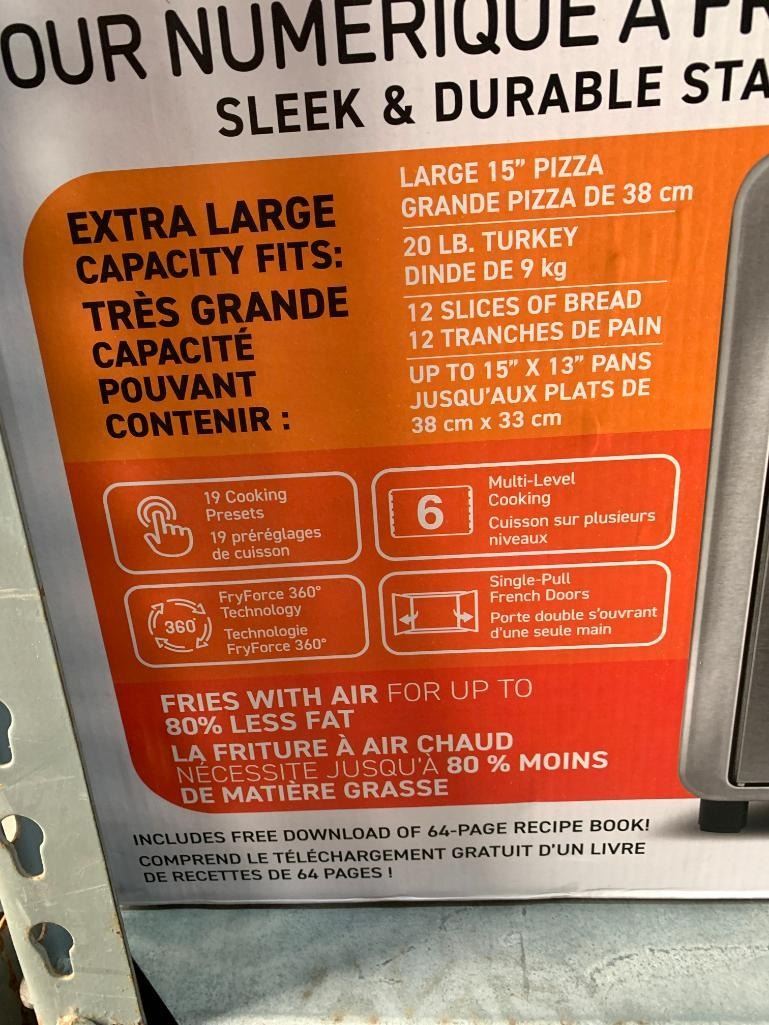 OUR NUMÉRIQUE À
SLEEK & DURABLE
EXTRA LARGE
CAPACITY FITS:
TRÈS GRANDE
CAPACITÉ
POUVANT
CONTENIR :
LARGE 15" PIZZA
GRANDE PIZZA DE 38 cm
20 LB. TURKEY
DINDE DE 9 kg
12 SLICES OF BREAD
12 TRANCHES DE PAIN
UP TO 15" X 13" PANS
JUSQU'AUX PLATS DE
38 cm x 33 cm
19 Cooking
Presets
19 préréglages
de cuisson
6
Multi-Level
Cooking
Cuisson sur plusieurs
niveaux
360°
FryForce 360°
Technology
Technologie
FryForce 360°
Single-Pull
French Doors
Porte double s'ouvrant
d'une seule main
FRIES WITH AIR FOR UP TO
80% LESS FAT
LA FRITURE À AIR CHAUD
NÉCESSITE JUSQU'À 80 % MOINS
DE MATIÈRE GRASSE
INCLUDES FREE DOWNLOAD OF 64-PAGE RECIPE BOOK!
COMPREND LE TÉLÉCHARGEMENT GRATUIT D'UN LIVRE
DE RECETTES DE 64 PAGES !